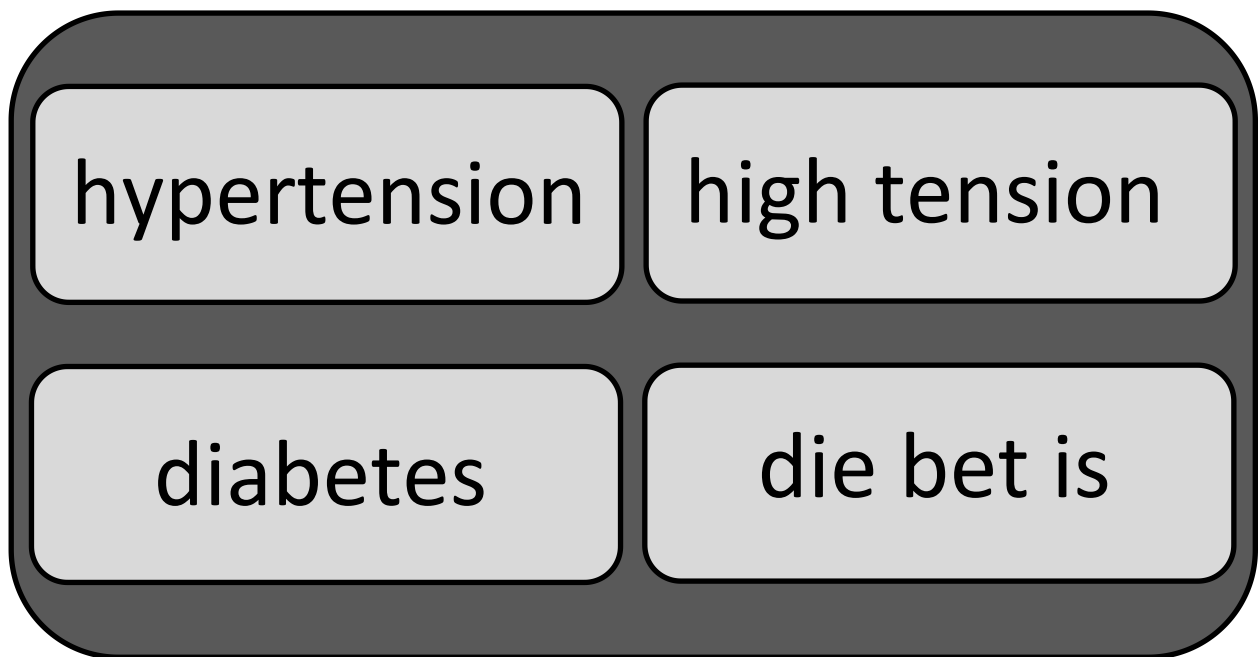 hypertension
high tension
diabetes
die bet is